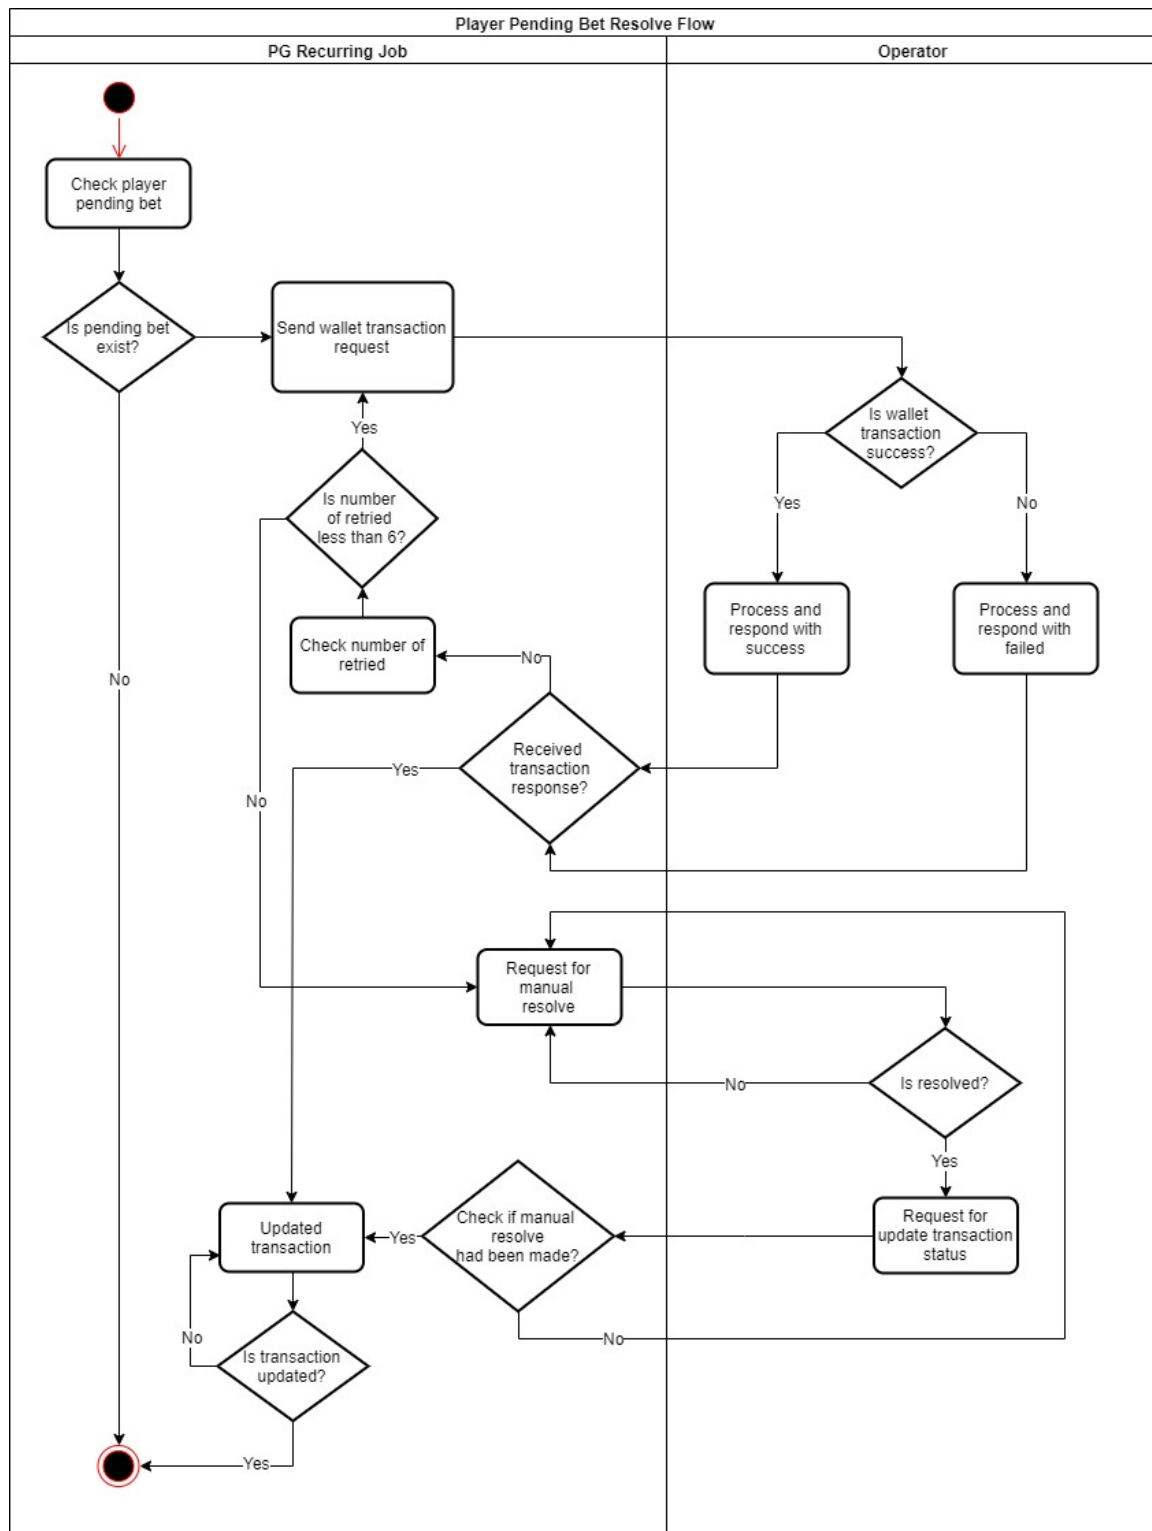 Player Pending Bet Resolve Flow
PG Recurring Job
Operator
Check player
pending bet
Is pending bet
exist?
Send wallet transaction
request
Is wallet
transaction
success?
Yes
Is number
of retried
less than 6?
Yes
No
Process and
respond with
success
Process and
respond with
failed
Check number of
retried
No
No
Received
transaction
response?
Yes
No
Request for
manual
resolve
Is resolved?
No
Yes
Request for
update transaction
status
Check if manual
resolve
had been made?
Yes
Updated
transaction
No
No
Is transaction
updated?
Yes